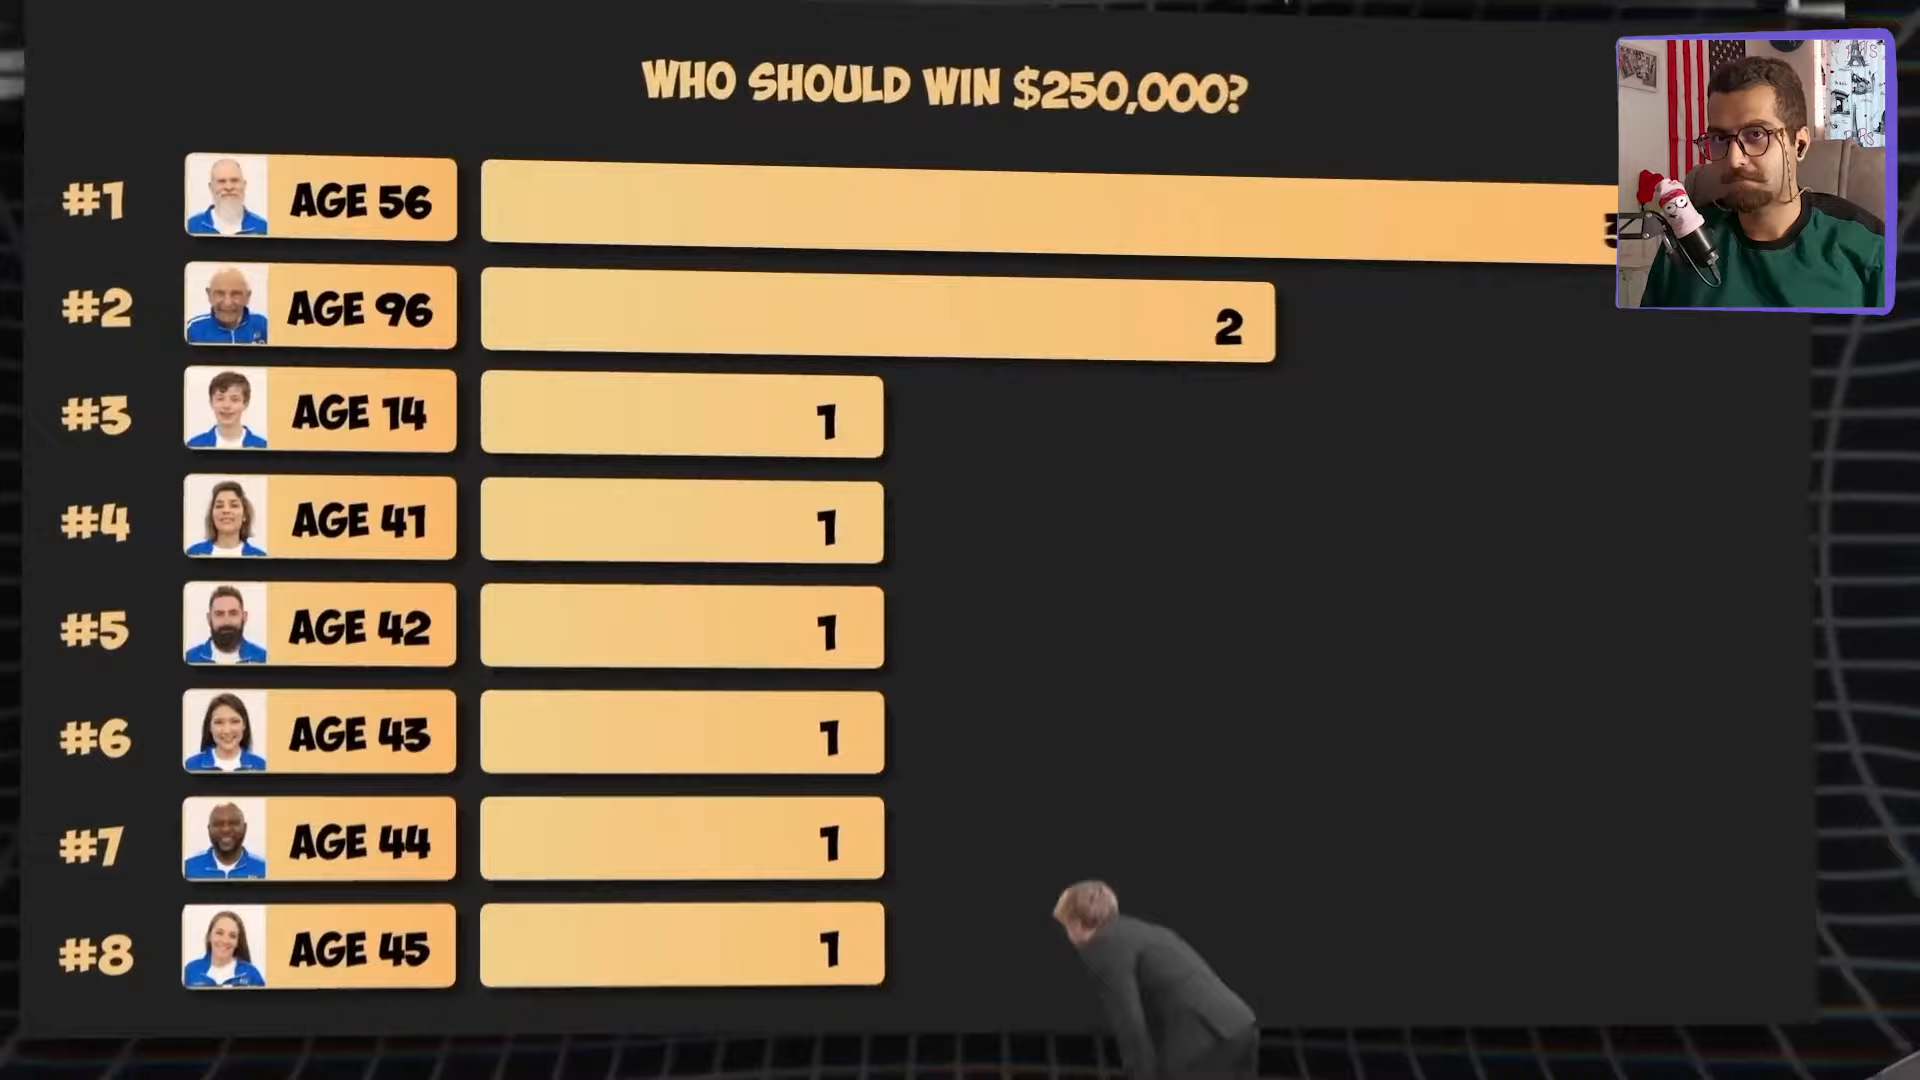 WHO SHOULD WIN $250,000?
#1 AGE 56
#2 AGE 96 2
#3 AGE 14 1
#4 AGE 41 1
#5 AGE 42 1
#6 AGE 43 1
#7 AGE 44 1
#8 AGE 45 1